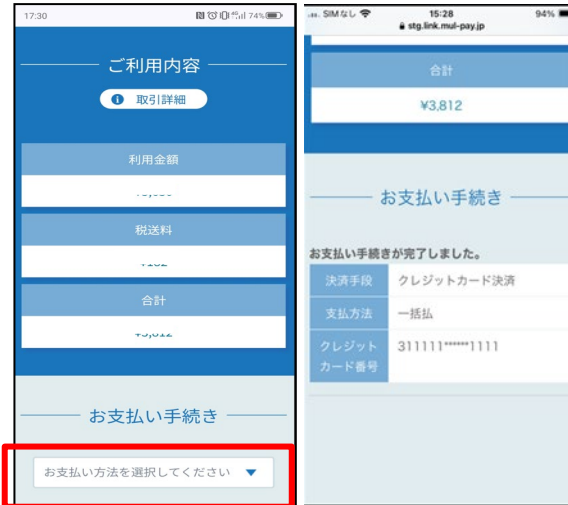 17:30
74%
ご利用内容
取引詳細
利用金額
税送料
合計
お支払い手続き
お支払い方法を選択してください
SIMなし
15:28
94%
stg.link.mul-pay.jp
合計
¥3,812
お支払い手続き
お支払い手続きが完了しました。
決済手段 クレジットカード決済
支払方法 一括払
クレジット 311111*****1111
カード番号